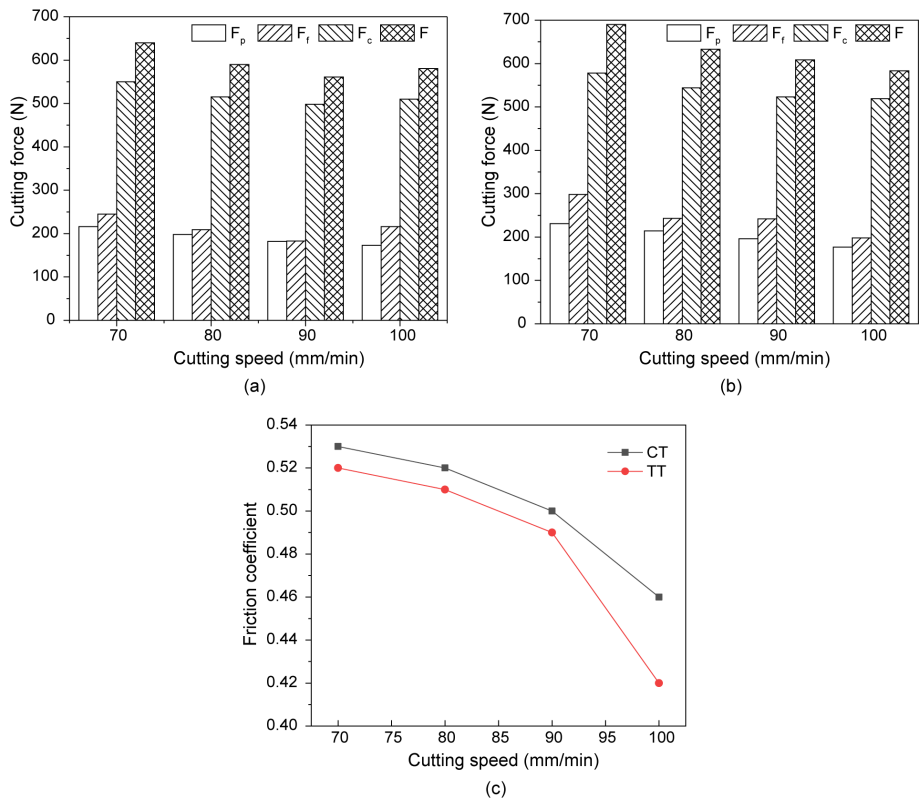 700
600
500
400
300
200
100
0
Cutting force (N)
Fp Ff Fc F
70 80 90 100
Cutting speed (mm/min)
(a)
700
600
500
400
300
200
100
0
Cutting force (N)
Fp Ff Fc F
70 80 90 100
Cutting speed (mm/min)
(b)
0.54
0.52
0.50
0.48
0.46
0.44
0.42
0.40
Friction coefficient
CT
TT
70 75 80 85 90 95 100
Cutting speed (mm/min)
(c)